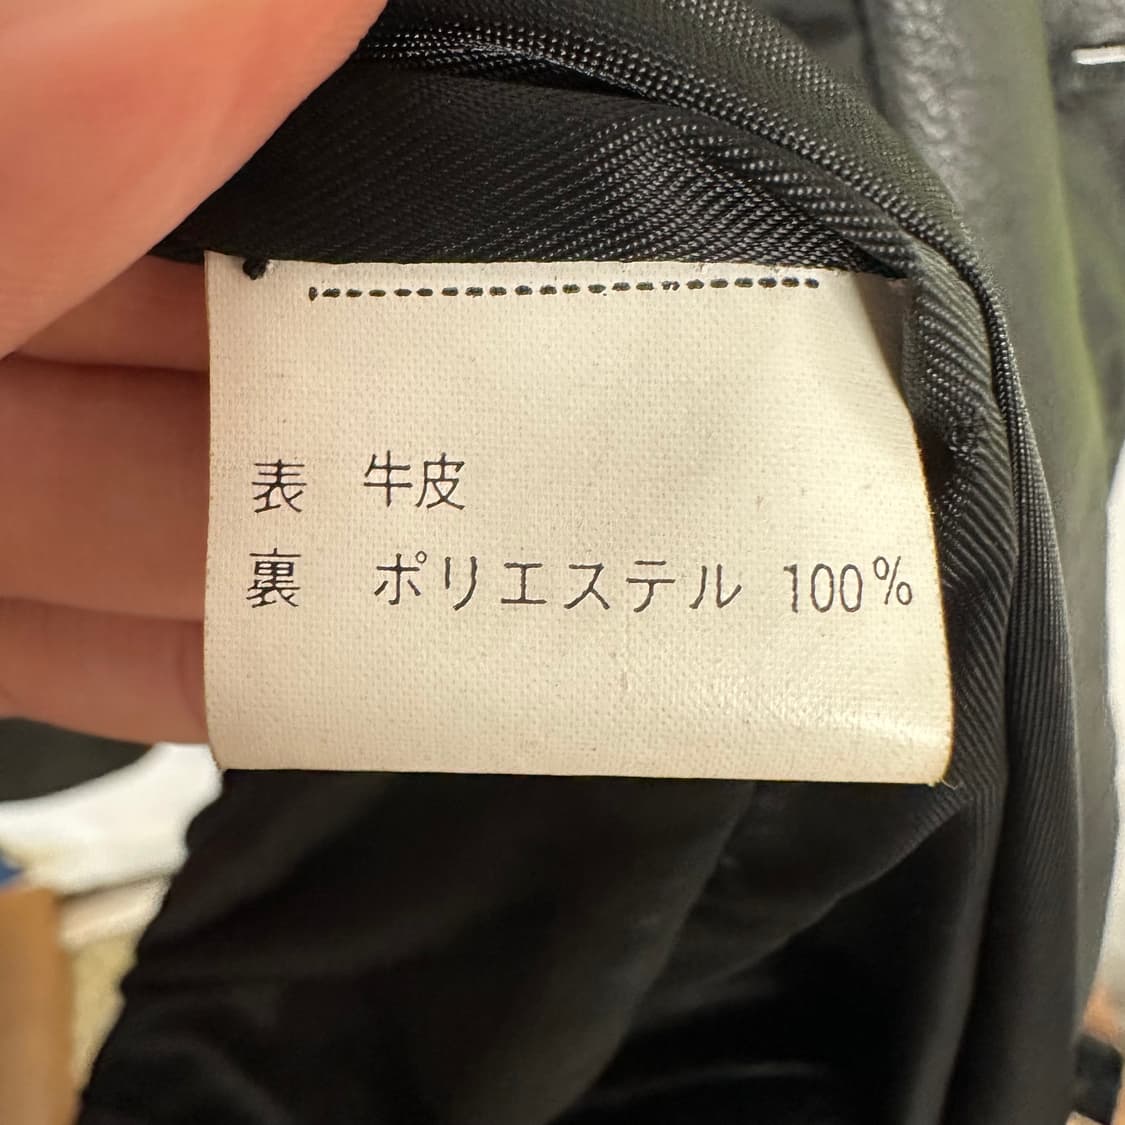 表 牛皮
裏 ポリエステル 100%